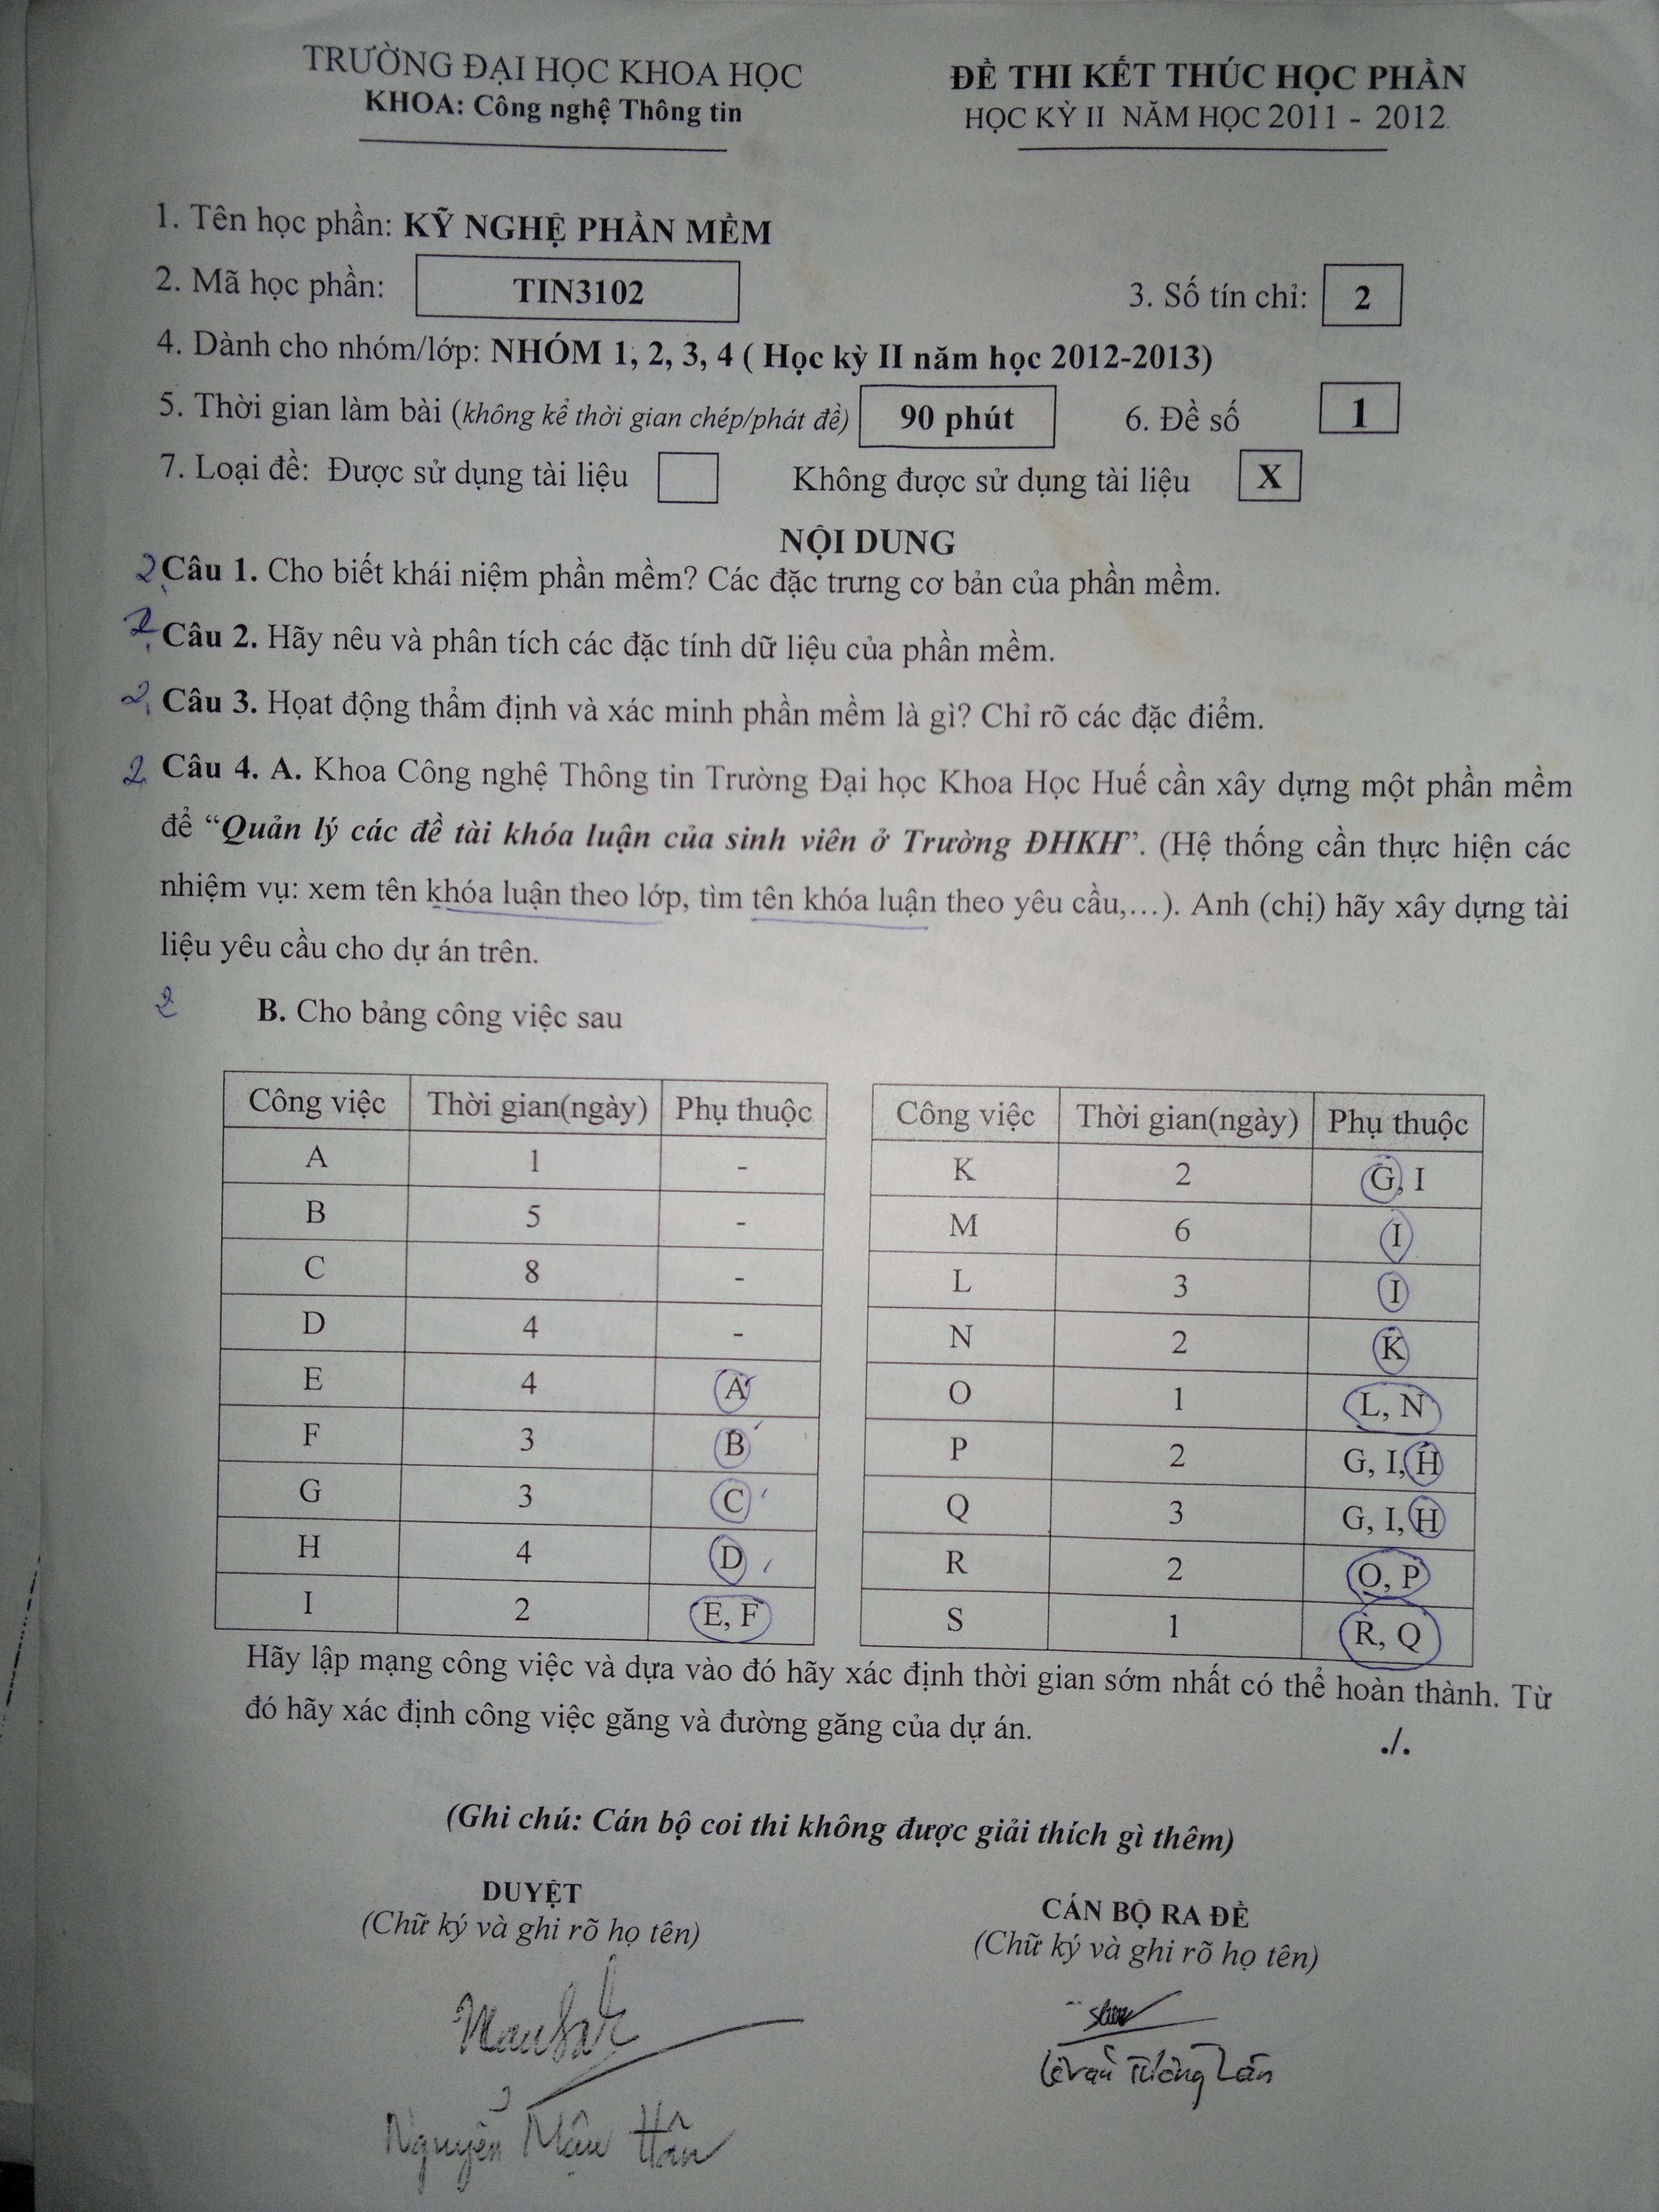 TRƯỜNG ĐẠI HỌC KHOA HỌC
KHOA: Công nghệ Thông tin
ĐỀ THI KẾT THÚC HỌC PHẦN
HỌC KỲ II NĂM HỌC 2011 - 2012
1. Tên học phần: KỸ NGHỆ PHẦN MỀM
2. Mã học phần: TIN3102 3. Số tín chỉ: 2
4. Dành cho nhóm/lớp: NHÓM 1, 2, 3, 4 ( Học kỳ II năm học 2012-2013)
5. Thời gian làm bài (không kể thời gian chép/phát đề) 90 phút 6. Đề số 1
7. Loại đề: Được sử dụng tài liệu Không được sử dụng tài liệu X
NỘI DUNG
2 Câu 1. Cho biết khái niệm phần mềm? Các đặc trưng cơ bản của phần mềm.
2 Câu 2. Hãy nêu và phân tích các đặc tính dữ liệu của phần mềm.
2 Câu 3. Họat động thẩm định và xác minh phần mềm là gì? Chỉ rõ các đặc điểm.
2 Câu 4. A. Khoa Công nghệ Thông tin Trường Đại học Khoa Học Huế cần xây dựng một phần mềm
để “Quản lý các đề tài khóa luận của sinh viên ở Trường ĐHKH”. (Hệ thống cần thực hiện các
nhiệm vụ: xem tên khóa luận theo lớp, tìm tên khóa luận theo yêu cầu,…). Anh (chị) hãy xây dựng tài
liệu yêu cầu cho dự án trên.
2 B. Cho bảng công việc sau
Công việc Thời gian(ngày) Phụ thuộc
A 1 -
B 5 -
C 8 -
D 4 -
E 4 A
F 3 B
G 3 C
H 4 D
I 2 E, F
Công việc Thời gian(ngày) Phụ thuộc
K 2 G, I
M 6 I
L 3 I
N 2 K
O 1 L, N
P 2 G, I, H
Q 3 G, I, H
R 2 O, P
S 1 R, Q
Hãy lập mạng công việc và dựa vào đó hãy xác định thời gian sớm nhất có thể hoàn thành. Từ
đó hãy xác định công việc găng và đường găng của dự án.
./.
(Ghi chú: Cán bộ coi thi không được giải thích gì thêm)
DUYỆT
(Chữ ký và ghi rõ họ tên)
Nguyễn Mậu Hân
CÁN BỘ RA ĐỀ
(Chữ ký và ghi rõ họ tên)
Lê Văn Tường Lân